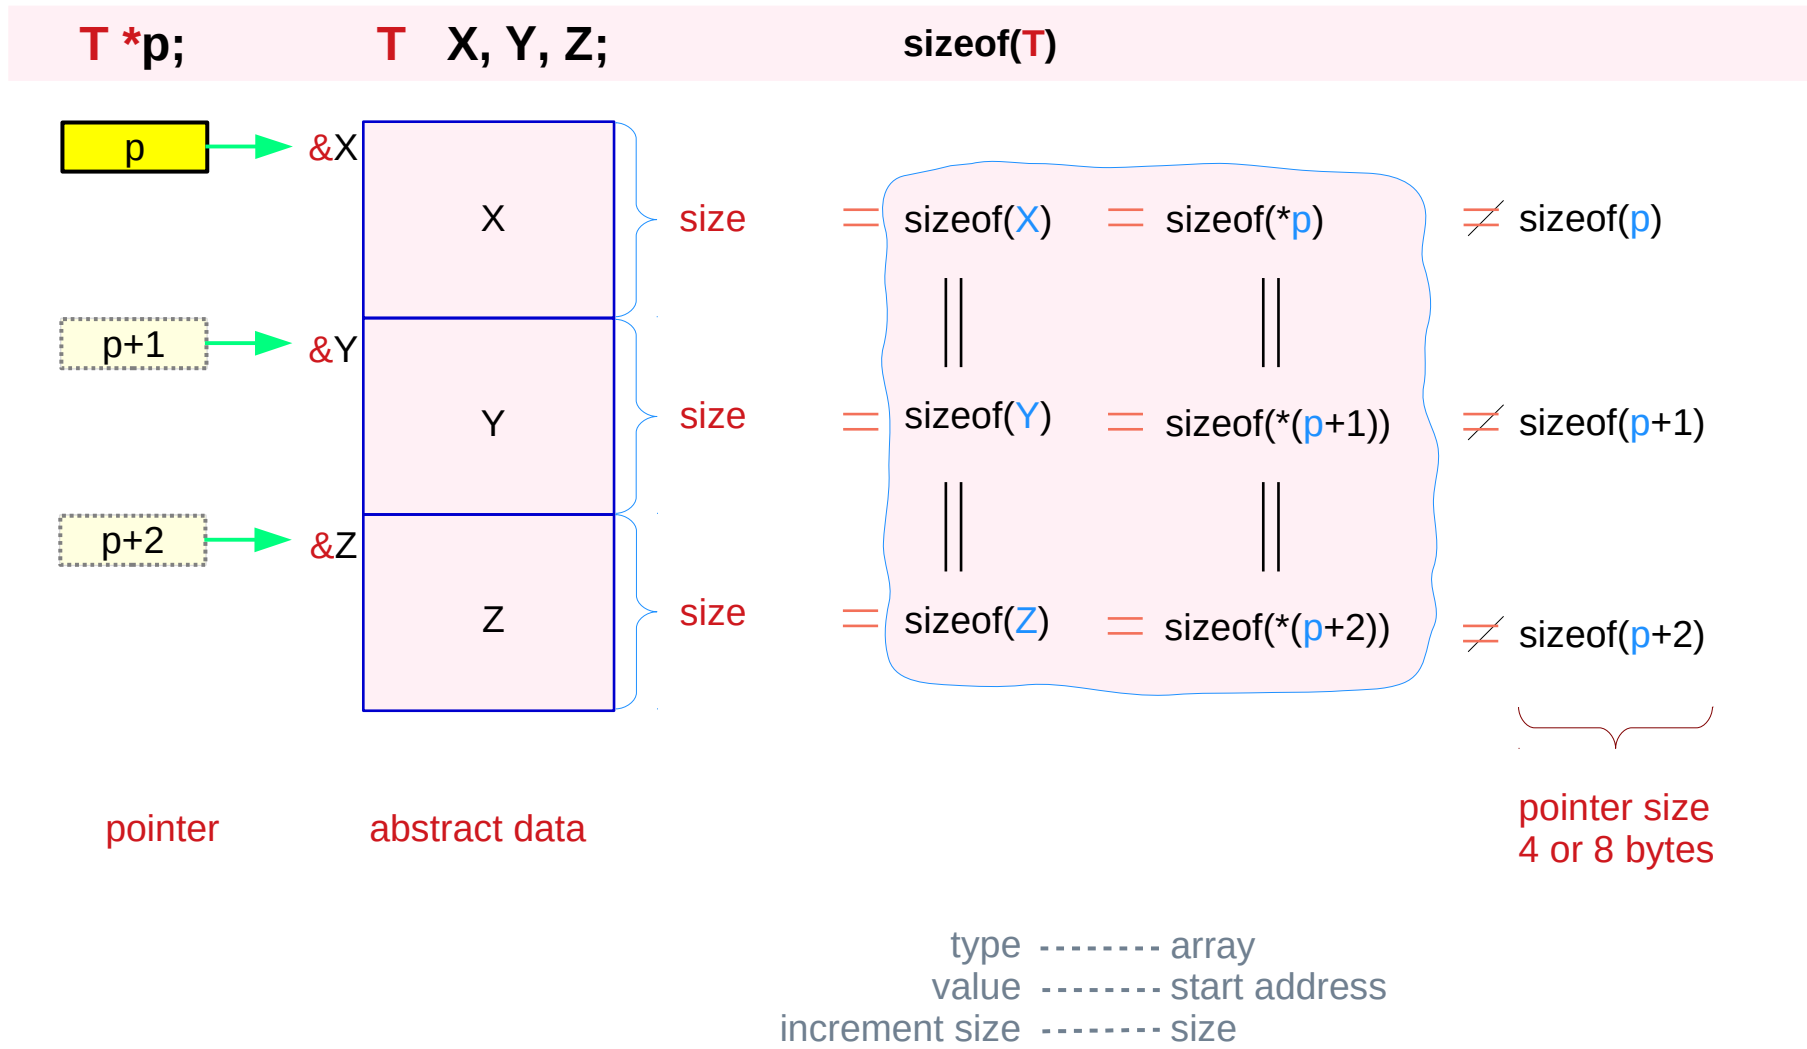 T *p; T X, Y, Z; sizeof(T)
p &X
X size = sizeof(X) = sizeof(*p) ≠ sizeof(p)
||  ||
p+1 &Y
Y size = sizeof(Y) = sizeof(*(p+1)) ≠ sizeof(p+1)
||  ||
p+2 &Z
Z size = sizeof(Z) = sizeof(*(p+2)) ≠ sizeof(p+2)
pointer abstract data pointer size
4 or 8 bytes
type -------- array
value -------- start address
increment size -------- size